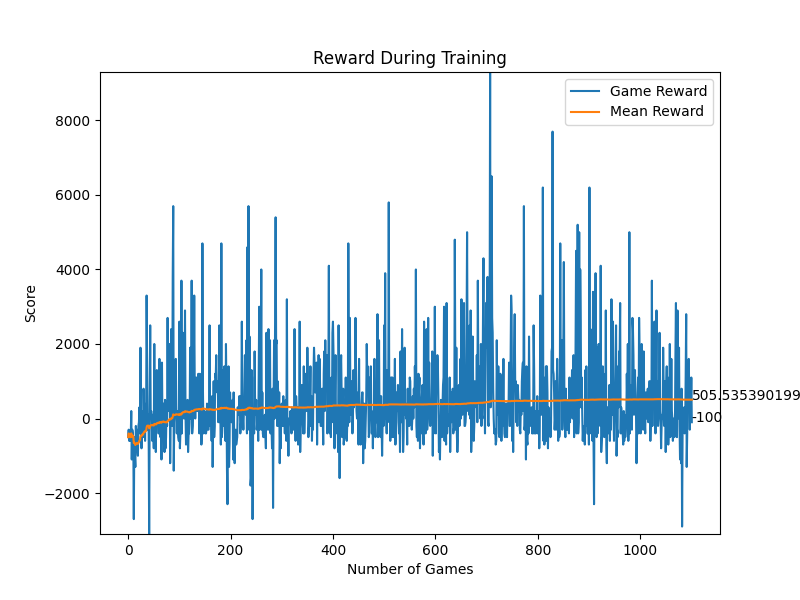 Reward During Training
Game Reward
Mean Reward
8000
6000
4000
2000
0
−2000
Score
505.535390199
-100
0 200 400 600 800 1000
Number of Games